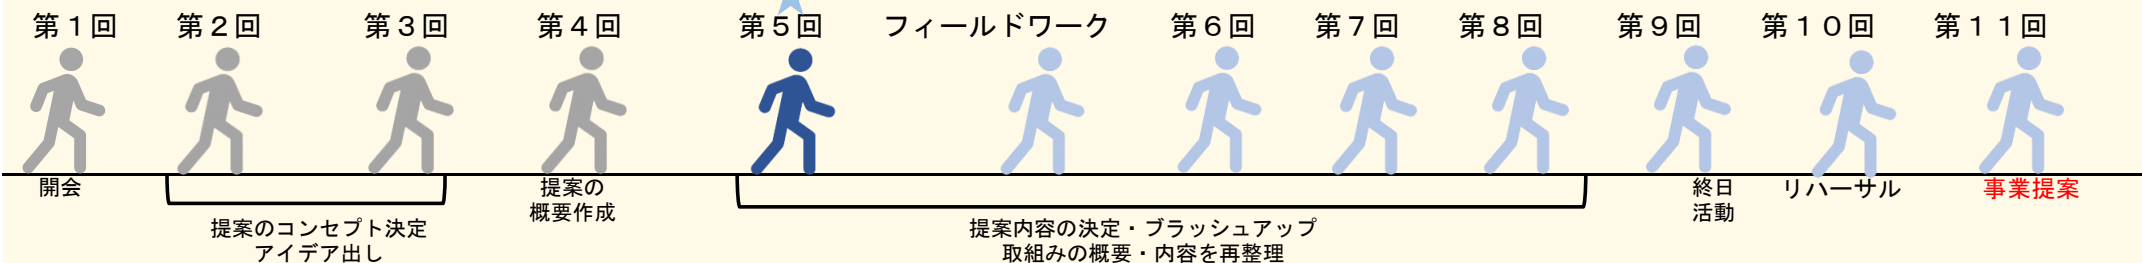 第１回 第２回 第３回 第４回 第５回 フィールドワーク 第６回 第７回 第８回 第９回 第１０回 第１１回
開会
提案のコンセプト決定
アイデア出し
提案の
概要作成
提案内容の決定・ブラッシュアップ
取組みの概要・内容を再整理
終日
活動
リハーサル
事業提案